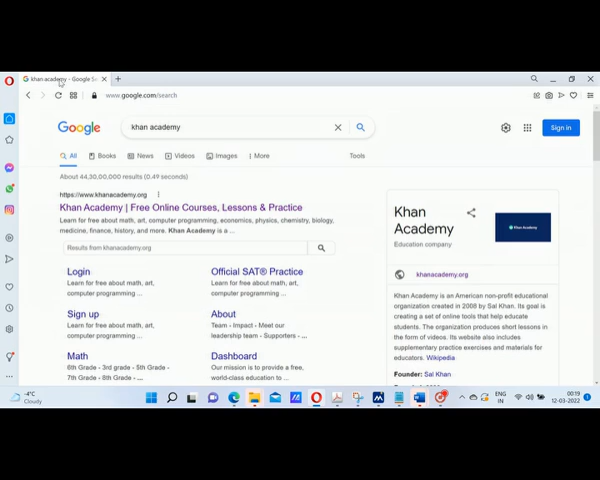 khan academy - Google Se
www.google.com/search
Google
khan academy
Sign in
All
Books
News
Videos
Images
More
Tools
About 44,30,00,000 results (0.49 seconds)
https://www.khanacademy.org
Khan Academy | Free Online Courses, Lessons & Practice
Learn for free about math, art, computer programming, economics, physics, chemistry, biology,
medicine, finance, history, and more. Khan Academy is a ...
Results from khanacademy.org
Login
Learn for free about math, art,
computer programming ...
Official SAT® Practice
Learn for free about math, art,
computer programming ...
Sign up
Learn for free about math, art,
computer programming ...
About
Team - Impact - Meet our
leadership team - Supporters - ...
Math
6th Grade - 3rd grade - 5th Grade -
7th Grade - 8th Grade - ...
Dashboard
Our mission is to provide a free,
world-class education to ...
Khan
Academy
Education company
Khan Academy
khanacademy.org
Khan Academy is an American non-profit educational
organization created in 2008 by Sal Khan. Its goal is
creating a set of online tools that help educate
students. The organization produces short lessons in
the form of videos. Its website also includes
supplementary practice exercises and materials for
educators. Wikipedia
Founder: Sal Khan
-4°C
Cloudy
ENG
IN
00:19
12-03-2022